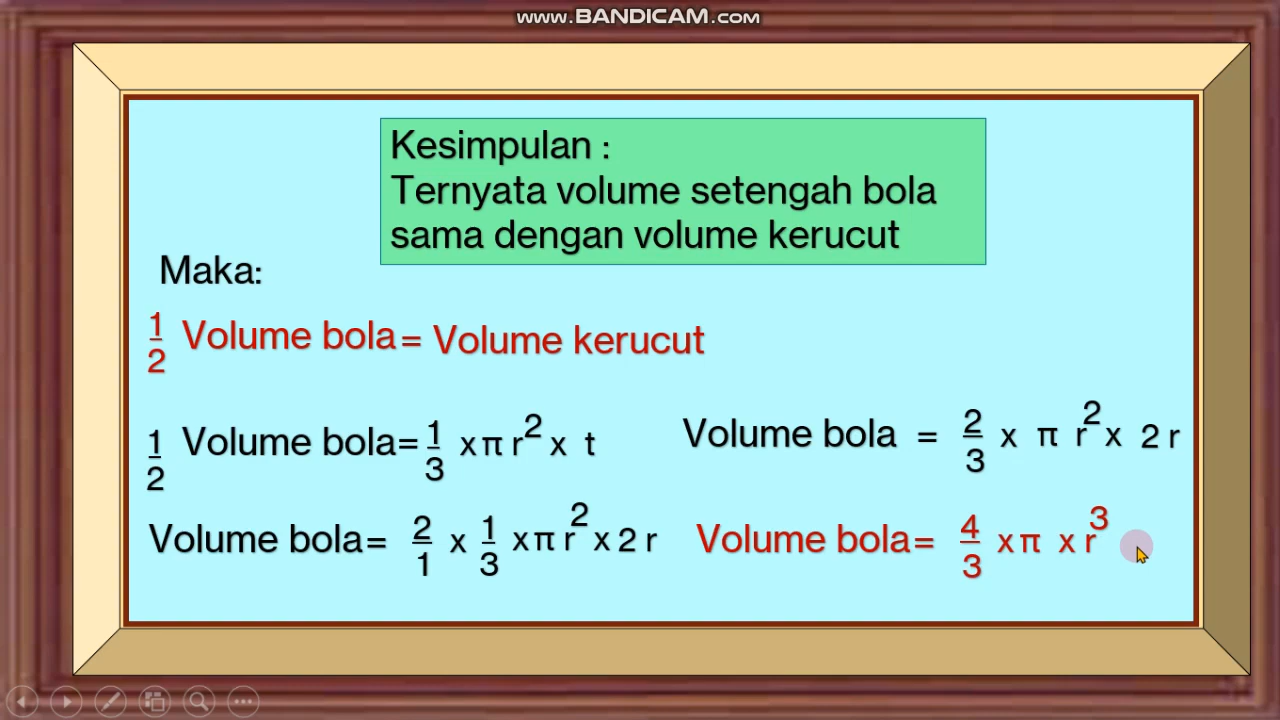 www.BANDICAM.com
Kesimpulan :
Ternyata volume setengah bola
sama dengan volume kerucut
Maka:
1/2 Volume bola = Volume kerucut
1/2 Volume bola = 1/3 x π r² x t
Volume bola = 2/1 x 1/3 x π r² x 2 r
Volume bola = 2/3 x π r² x 2 r
Volume bola = 4/3 x π x r³